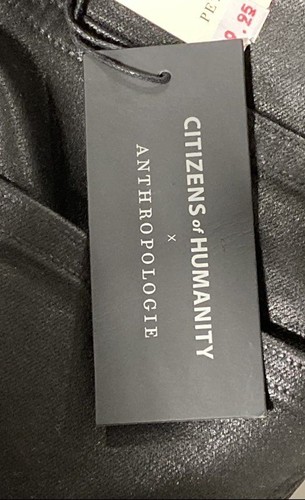 CITIZENS of HUMANITY
x
ANTHROPOLOGIE